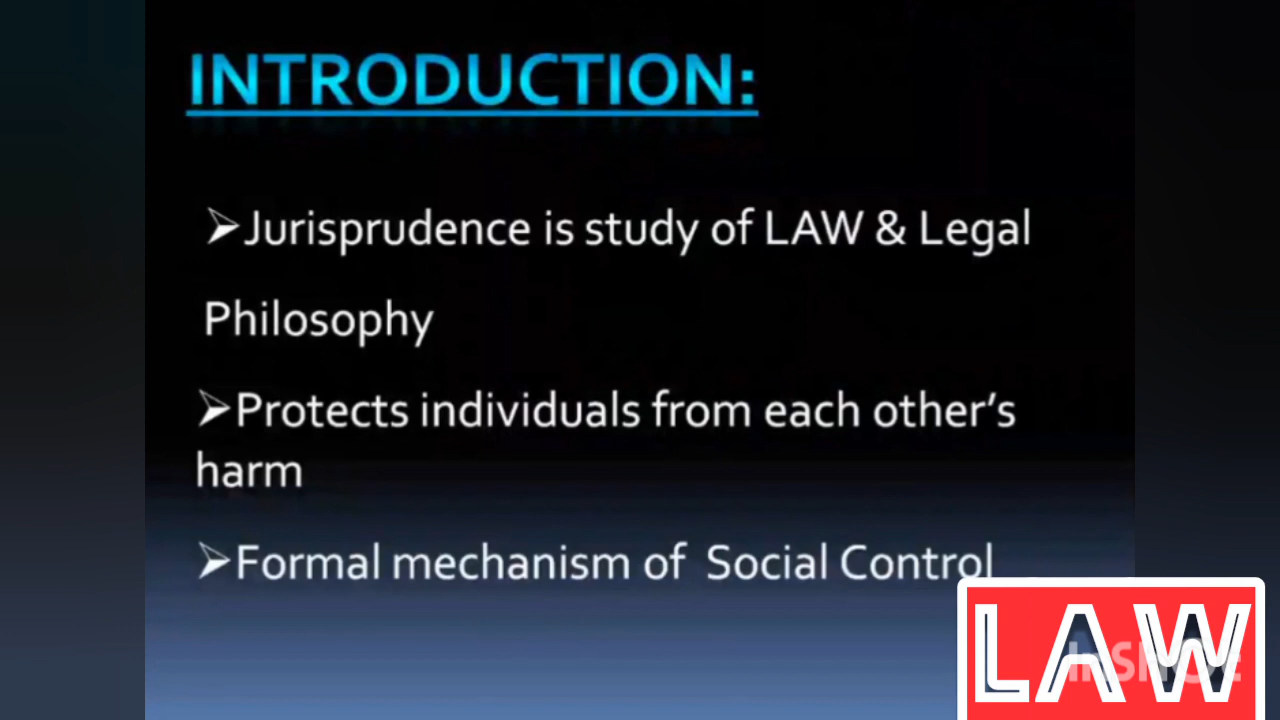 INTRODUCTION:
➢Jurisprudence is study of LAW & Legal
Philosophy
➢Protects individuals from each other’s
harm
➢Formal mechanism of Social Control
LAW
InShOt